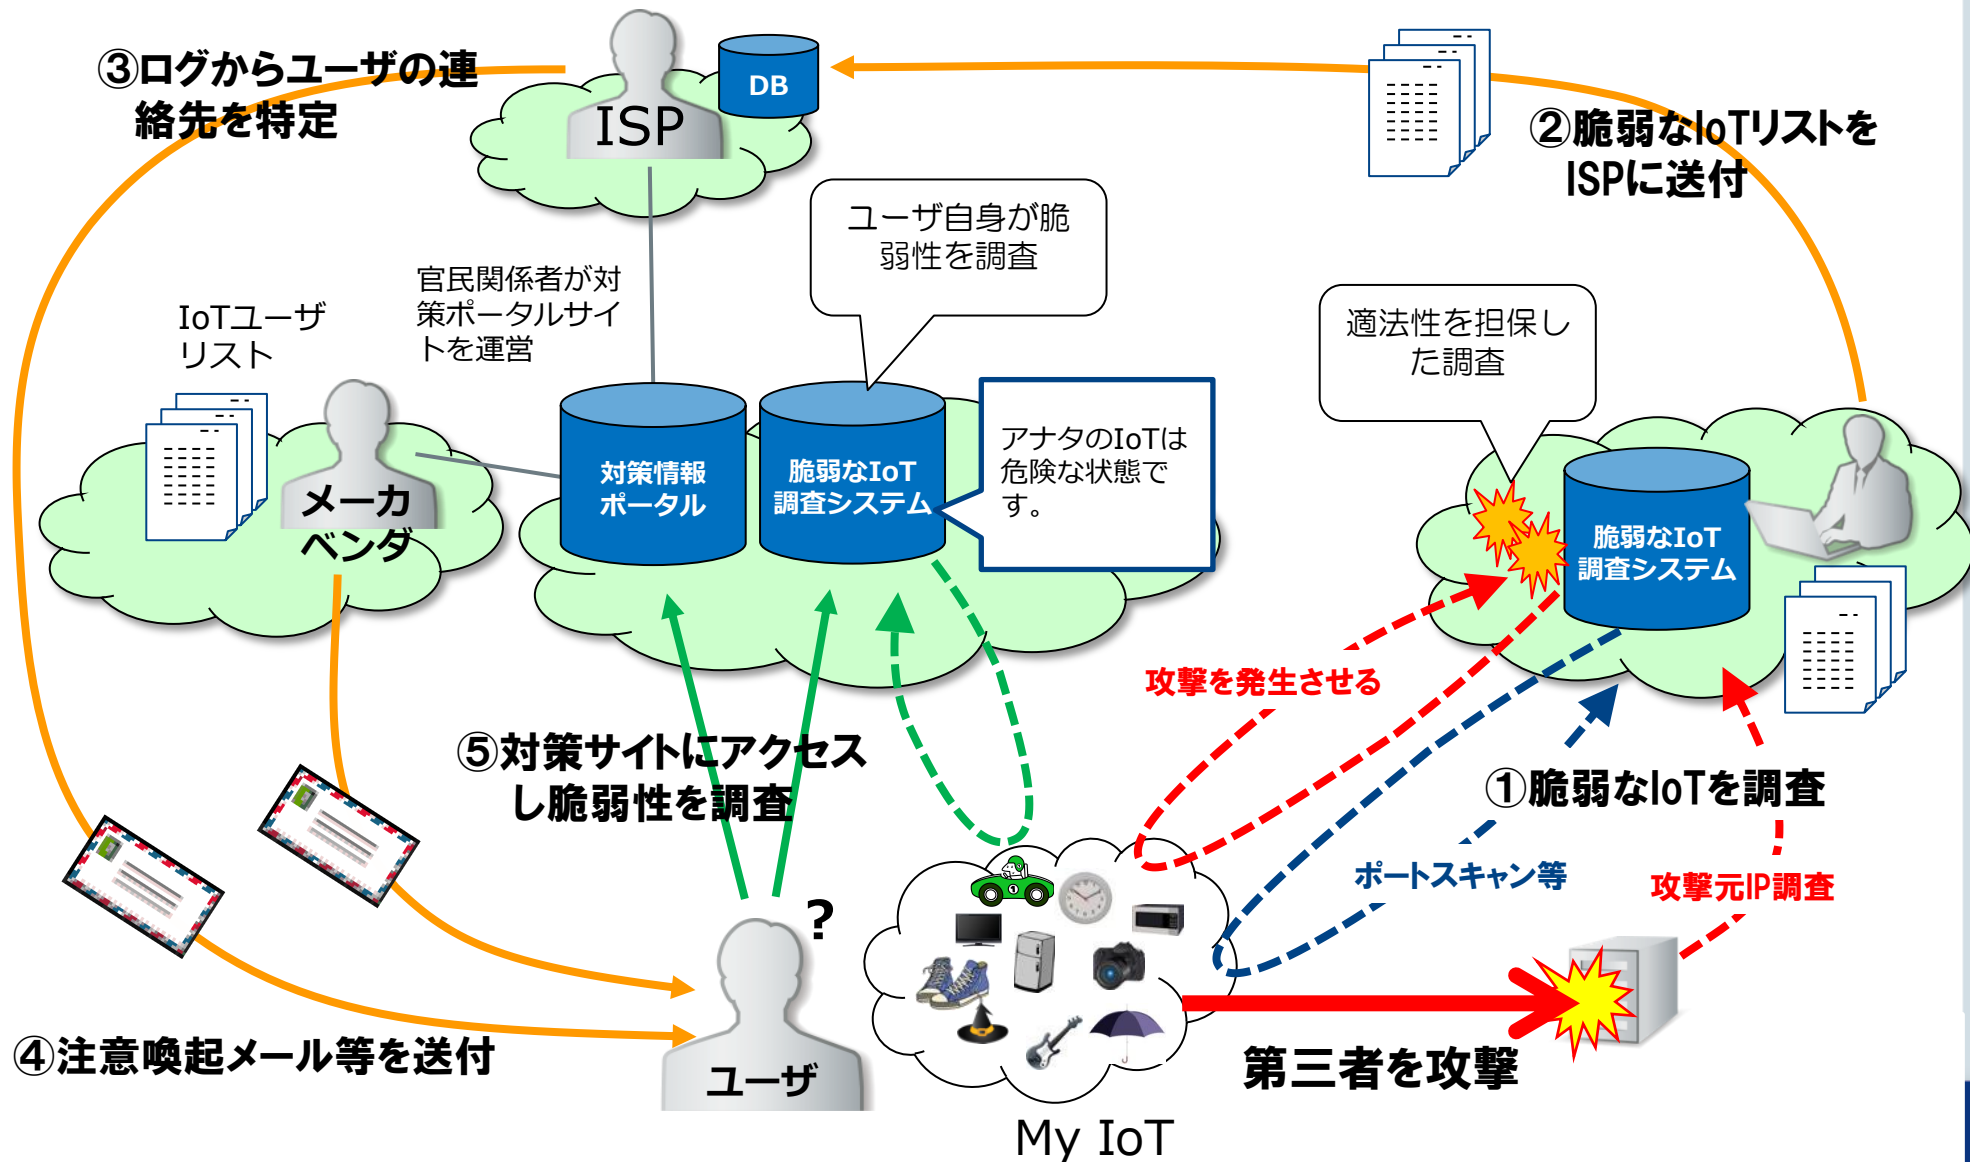 ③ログからユーザの連
絡先を特定
ISP
DB
②脆弱なIoTリストを
ISPに送付
ユーザ自身が脆
弱性を調査
官民関係者が対
策ポータルサイ
トを運営
IoTユーザ
リスト
適法性を担保し
た調査
メーカ
ベンダ
対策情報
ポータル
脆弱なIoT
調査システム
アナタのIoTは
危険な状態で
す。
脆弱なIoT
調査システム
攻撃を発生させる
⑤対策サイトにアクセス
し脆弱性を調査
①脆弱なIoTを調査
ポートスキャン等
攻撃元IP調査
?
④注意喚起メール等を送付
ユーザ
第三者を攻撃
My IoT